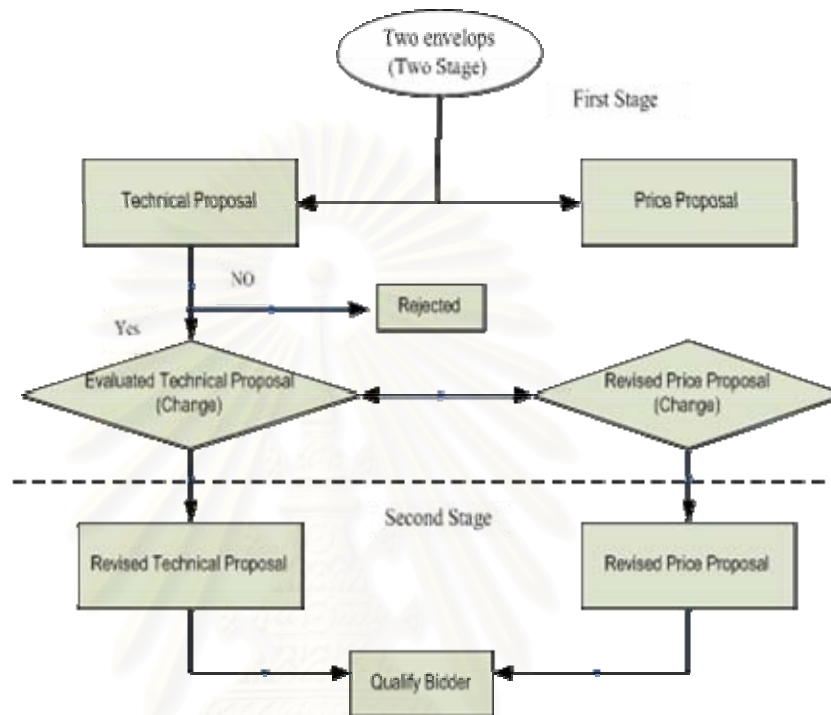 Two envelops
(Two Stage)
First Stage
Technical Proposal
Price Proposal
NO
Rejected
Yes
Evaluated Technical Proposal
(Change)
Revised Price Proposal
(Change)
Second Stage
Revised Technical Proposal
Revised Price Proposal
Qualify Bidder